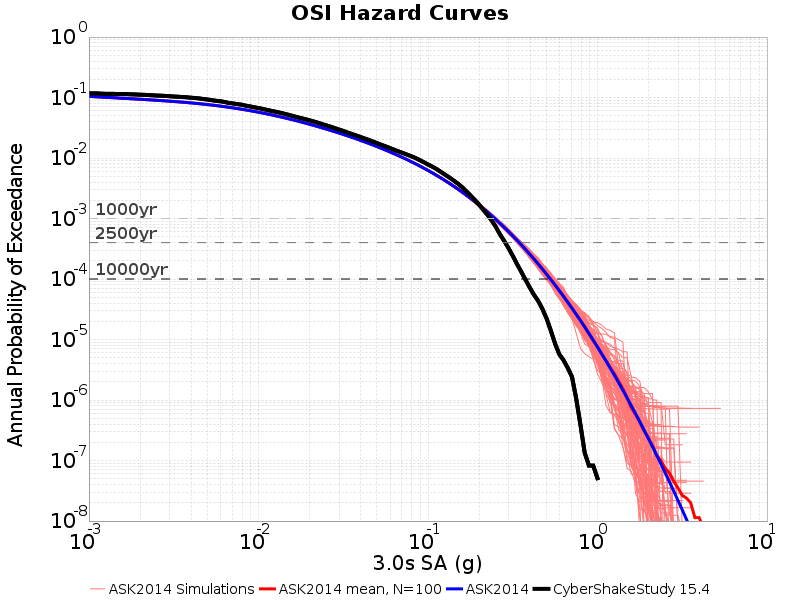 OSI Hazard Curves
Annual Probability of Exceedance
10^0
10^-1
10^-2
10^-3
10^-4
10^-5
10^-6
10^-7
10^-8
1000yr
2500yr
10000yr
10^-3 10^-2 10^-1 10^0 10^1
3.0s SA (g)
ASK2014 Simulations ASK2014 mean, N=100 ASK2014 CyberShakeStudy 15.4